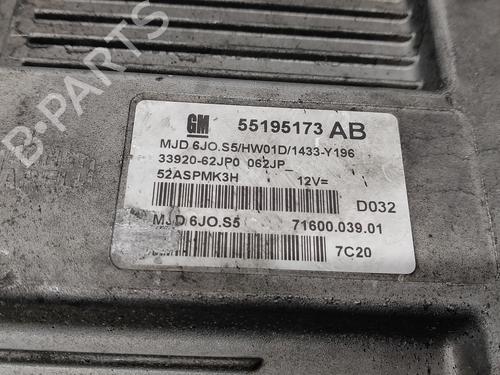 B-PARTS
GM 55195173 AB
MJD 6JO.S5/HW01D/1433-Y196
33920-62JP0 062JP_
52ASPMK3H 12V=
D032
MJD 6JO.S5 71600.039.01
7C20